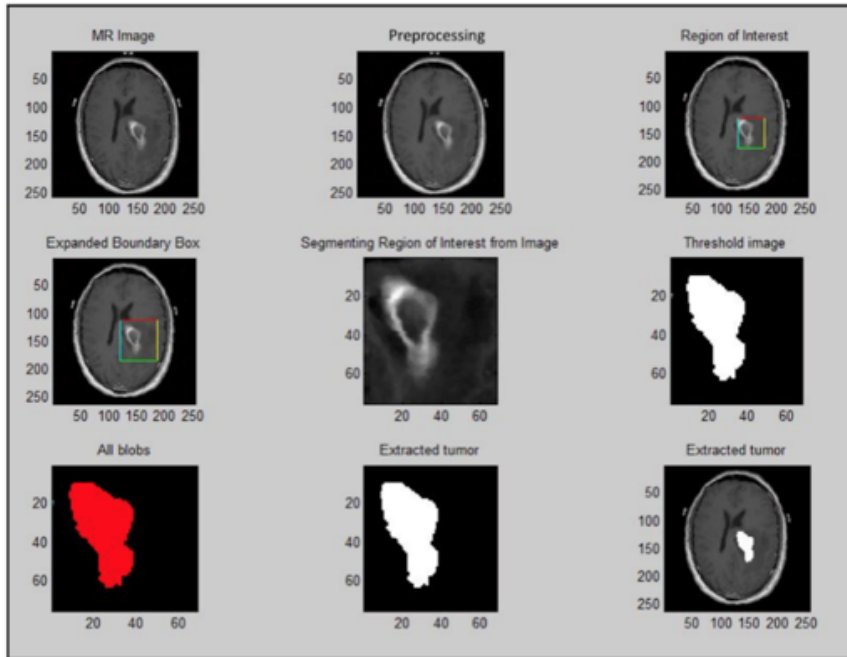 MR Image
Preprocessing
Region of Interest
50
100
150
200
250
50 100 150 200 250
50
100
150
200
250
50 100 150 200 250
50
100
150
200
250
50 100 150 200 250
Expanded Boundary Box
Segmenting Region of Interest from Image
Threshold image
50
100
150
200
250
50 100 150 200 250
20
40
60
20 40 60
20
40
60
20 40 60
All blobs
Extracted tumor
Extracted tumor
20
40
60
20 40 60
20
40
60
20 40 60
50
100
150
200
250
50 100 150 200 250